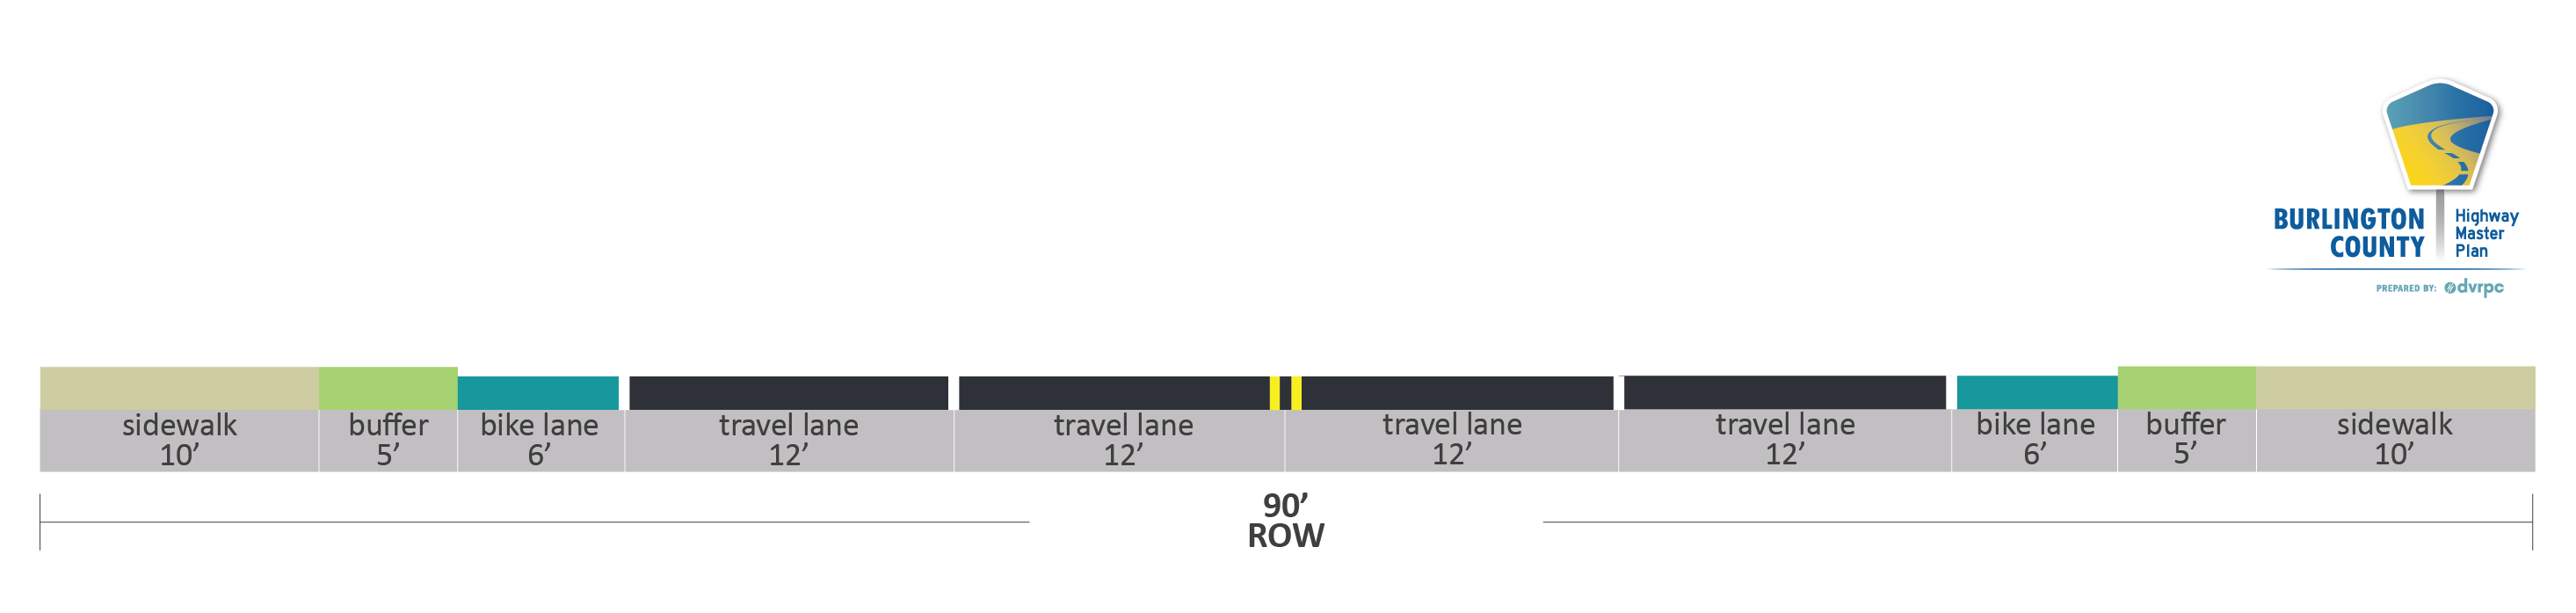 BURLINGTON
COUNTY
Highway
Master
Plan
PREPARED BY: dvrpc
sidewalk buffer bike lane travel lane travel lane travel lane travel lane bike lane buffer sidewalk
10’ 5’ 6’ 12’ 12’ 12’ 12’ 6’ 5’ 10’
90’
ROW